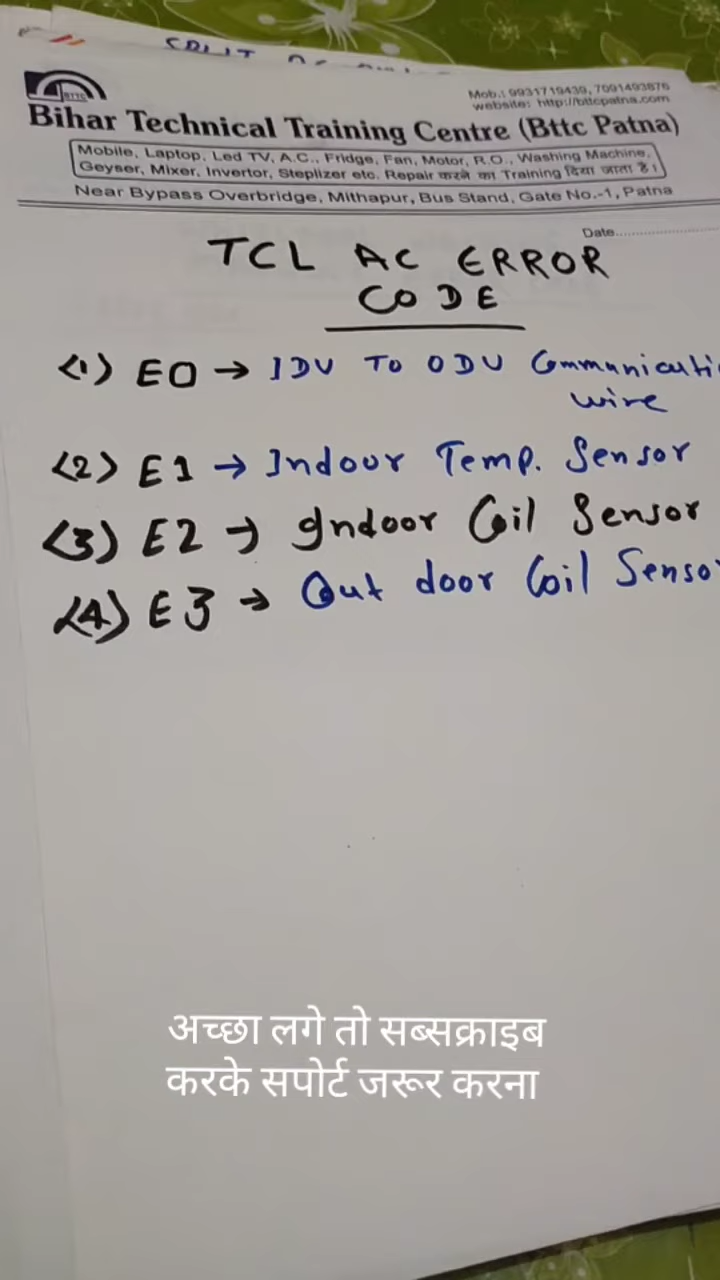 SPLIT
BTTC
Mob.: 9931719439, 7091493876
website: http://bttcpatna.com
Bihar Technical Training Centre (Bttc Patna)
Mobile, Laptop, Led TV, A.C., Fridge, Fan, Motor, R.O., Washing Machine,
Geyser, Mixer, Invertor, Steplizer etc. Repair करने का Training दिया जाता है।
Near Bypass Overbridge, Mithapur, Bus Stand, Gate No.-1, Patna
Date
TCL AC ERROR
CODE
(1) E0 → IDU TO ODU Communicati
wire
(2) E1 → Indoor Temp. Sensor
(3) E2 → Indoor Coil Sensor
(4) E3 → Out door Coil Senso
अच्छा लगे तो सब्सक्राइब
करके सपोर्ट जरूर करना